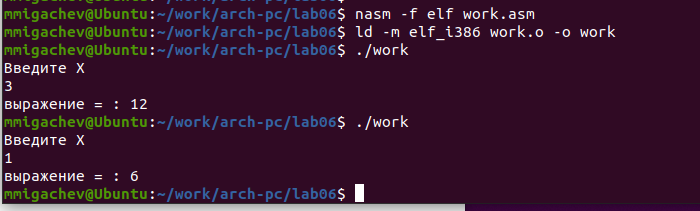 mmigachev@Ubuntu:~/work/arch-pc/lab06$ nasm -f elf work.asm
mmigachev@Ubuntu:~/work/arch-pc/lab06$ ld -m elf_i386 work.o -o work
mmigachev@Ubuntu:~/work/arch-pc/lab06$ ./work
Введите X
3
выражение = : 12
mmigachev@Ubuntu:~/work/arch-pc/lab06$ ./work
Введите X
1
выражение = : 6
mmigachev@Ubuntu:~/work/arch-pc/lab06$